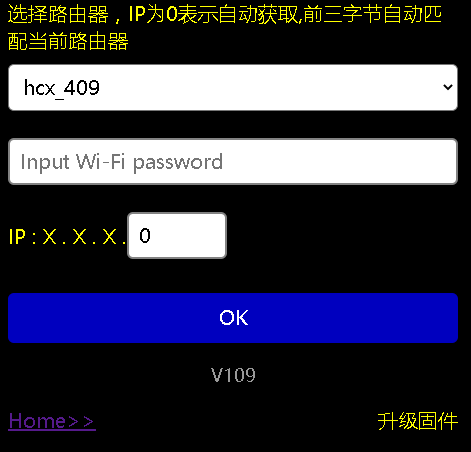 选择路由器，IP为0表示自动获取,前三字节自动匹
配当前路由器
hcx_409
Input Wi-Fi password
IP : X . X . X . 0
OK
V109
Home>> 升级固件